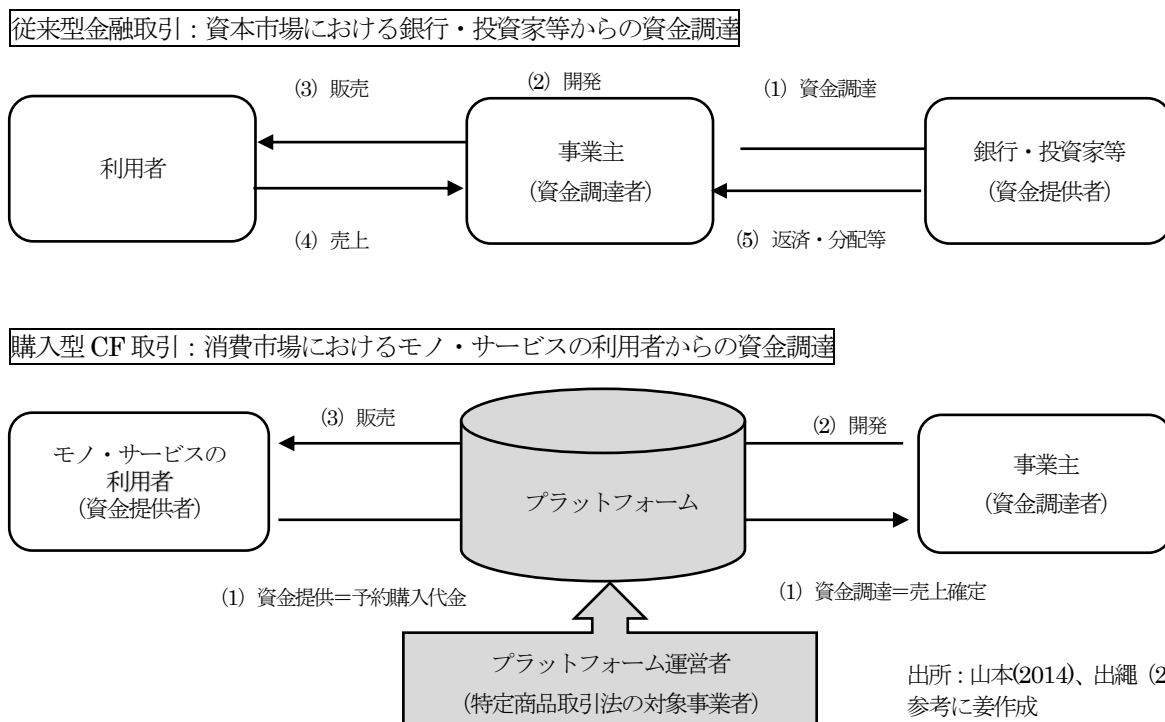 従来型金融取引：資本市場における銀行・投資家等からの資金調達
(3) 販売
(2) 開発
(1) 資金調達
利用者
事業主
(資金調達者)
銀行・投資家等
(資金提供者)
(4) 売上
(5) 返済・分配等
購入型 CF 取引：消費市場におけるモノ・サービスの利用者からの資金調達
(3) 販売
(2) 開発
モノ・サービスの
利用者
(資金提供者)
プラットフォーム
事業主
(資金調達者)
(1) 資金提供＝予約購入代金
(1) 資金調達＝売上確定
プラットフォーム運営者
(特定商品取引法の対象事業者)
出所：山本(2014)、出縄 (2
参考に姜作成